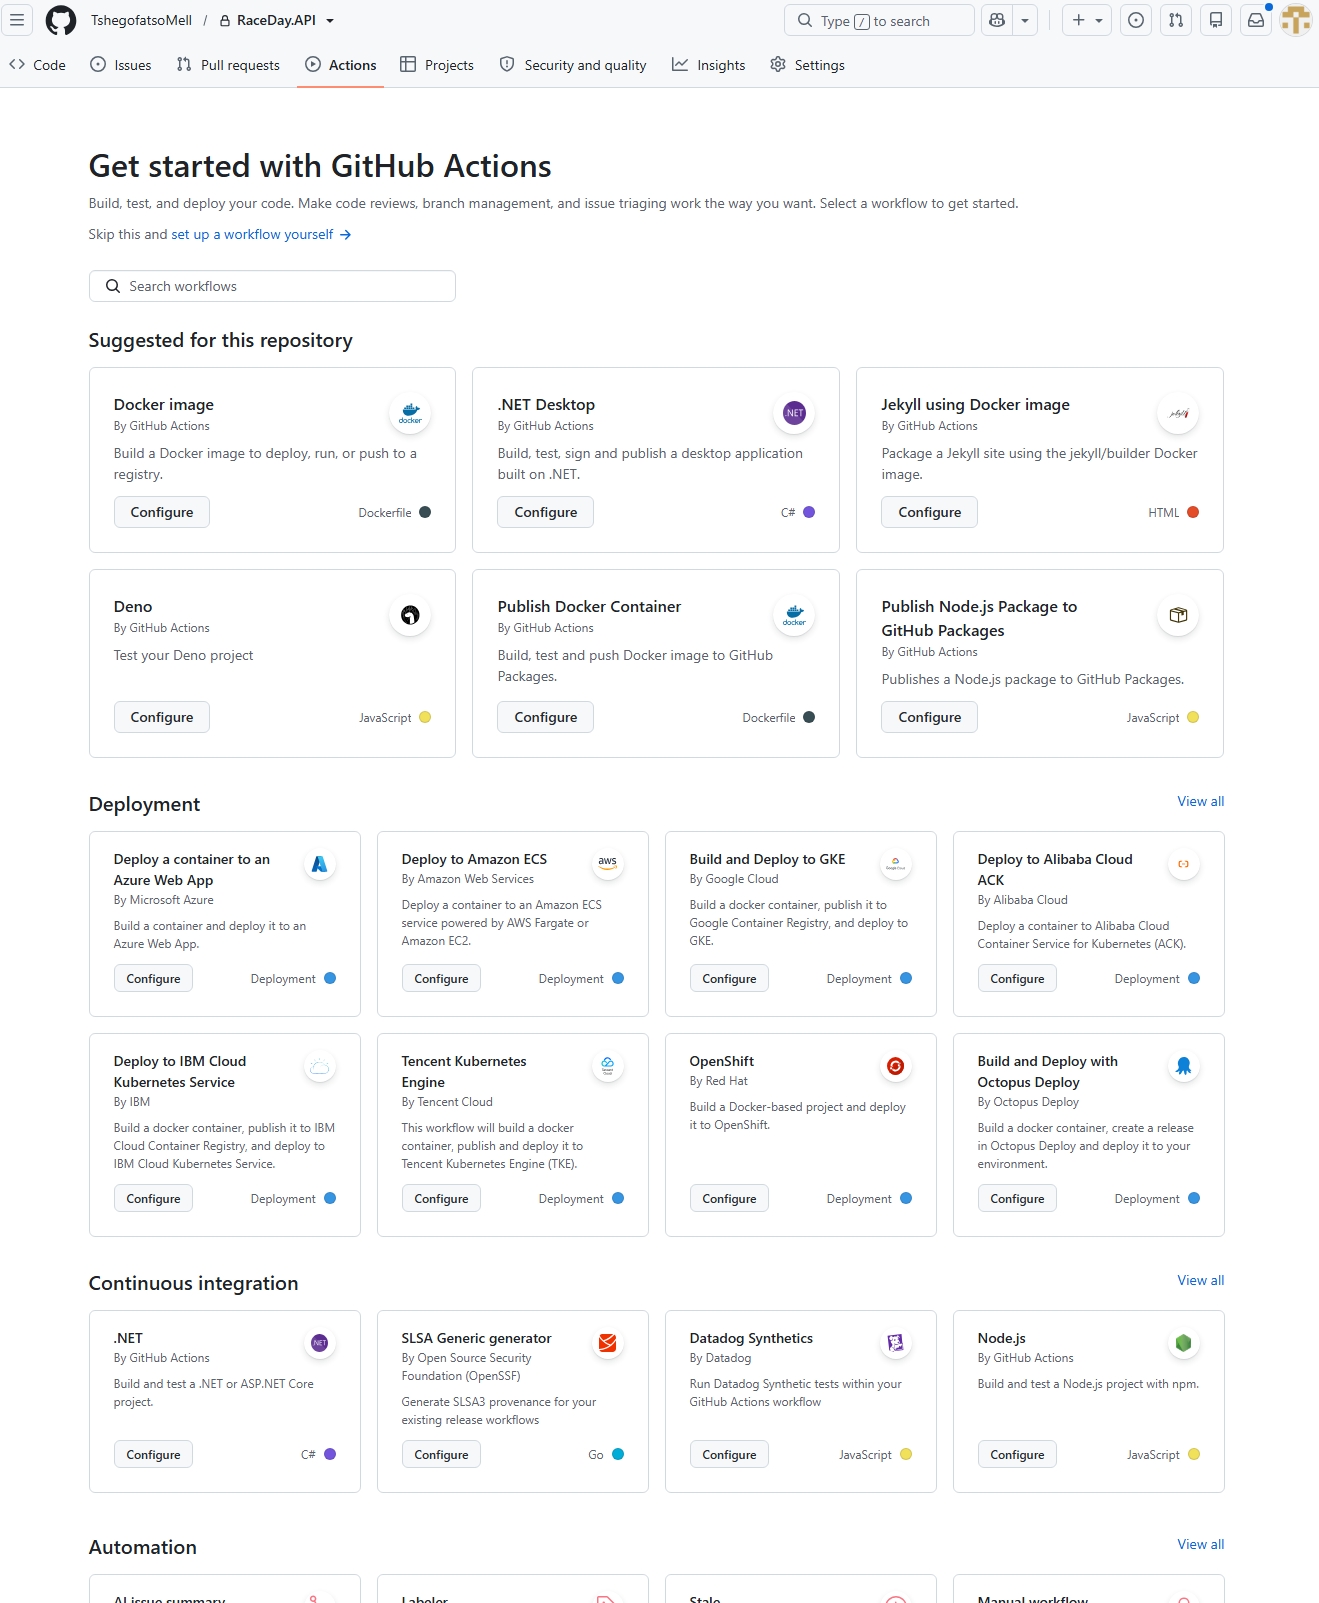 TshegofatsoMell / RaceDay.API
Type / to search
Code
Issues
Pull requests
Actions
Projects
Security and quality
Insights
Settings
Get started with GitHub Actions
Build, test, and deploy your code. Make code reviews, branch management, and issue triaging work the way you want. Select a workflow to get started.
Skip this and set up a workflow yourself →
Search workflows
Suggested for this repository
Docker image
By GitHub Actions
Build a Docker image to deploy, run, or push to a
registry.
Configure
Dockerfile
docker
.NET Desktop
By GitHub Actions
Build, test, sign and publish a desktop application
built on .NET.
Configure
C#
.NET
Jekyll using Docker image
By GitHub Actions
Package a Jekyll site using the jekyll/builder Docker
image.
Configure
HTML
jekyll
Deno
By GitHub Actions
Test your Deno project
Configure
JavaScript
Publish Docker Container
By GitHub Actions
Build, test and push Docker image to GitHub
Packages.
Configure
Dockerfile
docker
Publish Node.js Package to
GitHub Packages
By GitHub Actions
Publishes a Node.js package to GitHub Packages.
Configure
JavaScript
Deployment
View all
Deploy a container to an
Azure Web App
By Microsoft Azure
Build a container and deploy it to an
Azure Web App.
Configure
Deployment
Deploy to Amazon ECS
By Amazon Web Services
Deploy a container to an Amazon ECS
service powered by AWS Fargate or
Amazon EC2.
Configure
Deployment
aws
Build and Deploy to GKE
By Google Cloud
Build a docker container, publish it to
Google Container Registry, and deploy to
GKE.
Configure
Deployment
Google Cloud
Deploy to Alibaba Cloud
ACK
By Alibaba Cloud
Deploy a container to Alibaba Cloud
Container Service for Kubernetes (ACK).
Configure
Deployment
Deploy to IBM Cloud
Kubernetes Service
By IBM
Build a docker container, publish it to IBM
Cloud Container Registry, and deploy to
IBM Cloud Kubernetes Service.
Configure
Deployment
Tencent Kubernetes
Engine
By Tencent Cloud
This workflow will build a docker
container, publish and deploy it to
Tencent Kubernetes Engine (TKE).
Configure
Deployment
OpenShift
By Red Hat
Build a Docker-based project and deploy
it to OpenShift.
Configure
Deployment
Build and Deploy with
Octopus Deploy
By Octopus Deploy
Build a docker container, create a release
in Octopus Deploy and deploy it to your
environment.
Configure
Deployment
Continuous integration
View all
.NET
By GitHub Actions
Build and test a .NET or ASP.NET Core
project.
Configure
C#
.NET
SLSA Generic generator
By Open Source Security
Foundation (OpenSSF)
Generate SLSA3 provenance for your
existing release workflows
Configure
Go
Datadog Synthetics
By Datadog
Run Datadog Synthetic tests within your
GitHub Actions workflow
Configure
JavaScript
Node.js
By GitHub Actions
Build and test a Node.js project with npm.
Configure
JavaScript
Automation
View all
AI issue summary
Labeler
Stale
Manual workflow